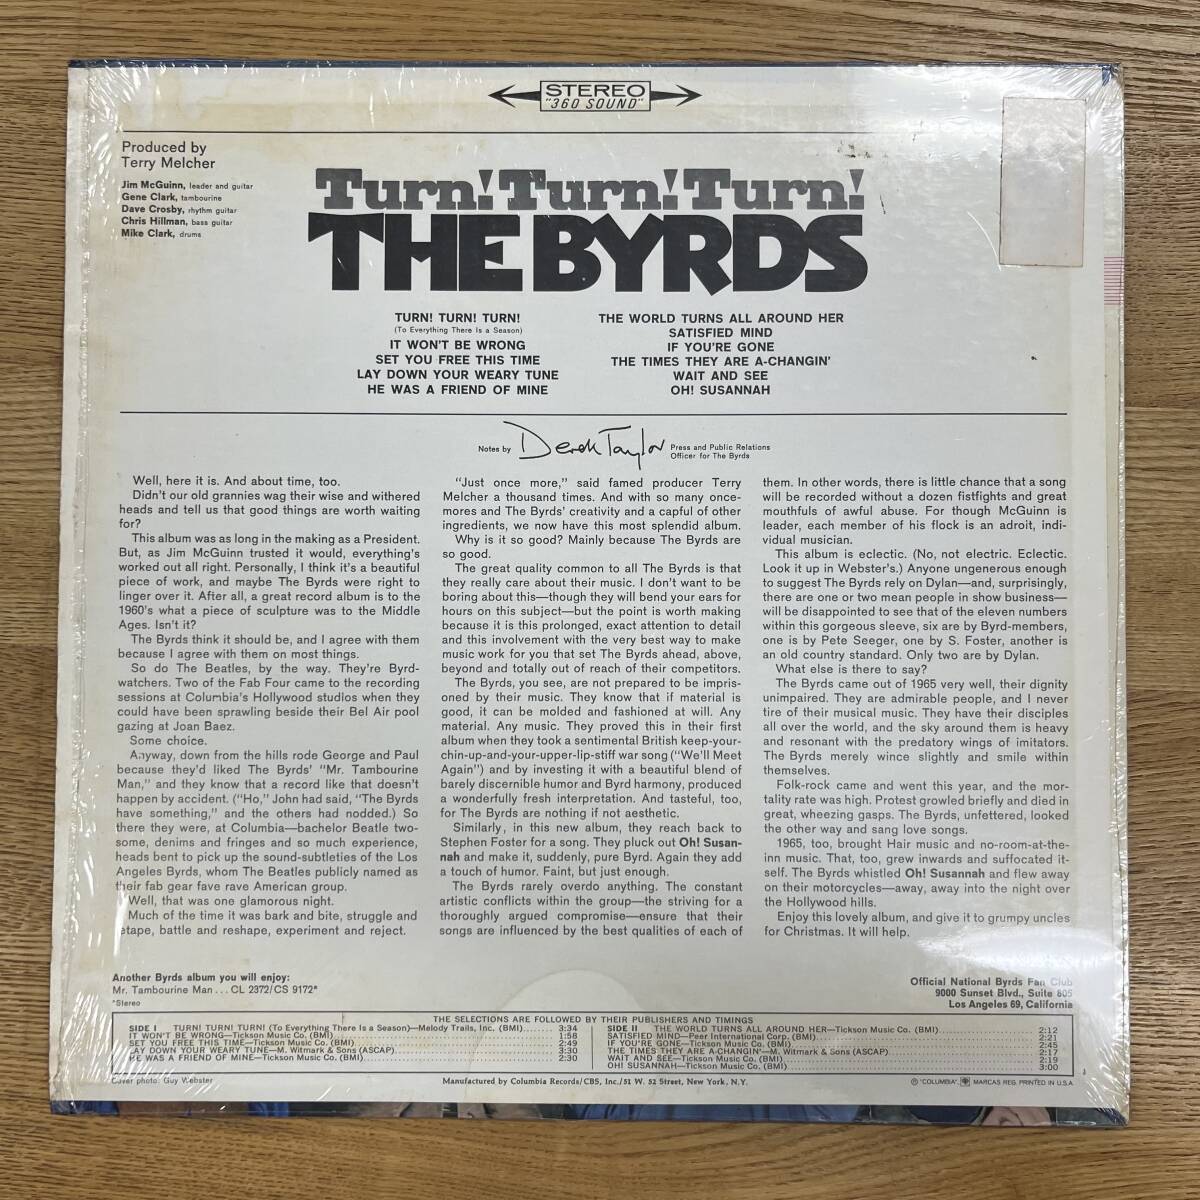 STEREO
"360 SOUND"
Produced by
Terry Melcher
Jim McGuinn, leader and guitar
Gene Clark, tambourine
Dave Crosby, rhythm guitar
Chris Hillman, bass guitar
Mike Clark, drums
Turn! Turn! Turn!
THE BYRDS
TURN! TURN! TURN!
(To Everything There Is a Season)
IT WON'T BE WRONG
SET YOU FREE THIS TIME
LAY DOWN YOUR WEARY TUNE
HE WAS A FRIEND OF MINE
THE WORLD TURNS ALL AROUND HER
SATISFIED MIND
IF YOU'RE GONE
THE TIMES THEY ARE A-CHANGIN'
WAIT AND SEE
OH! SUSANNAH
Notes by Derek Taylor Press and Public Relations
Officer for The Byrds
Well, here it is. And about time, too.
Didn't our old grannies wag their wise and withered
heads and tell us that good things are worth waiting
for?
This album was as long in the making as a President.
But, as Jim McGuinn trusted it would, everything's
worked out all right. Personally, I think it's a beautiful
piece of work, and maybe The Byrds were right to
linger over it. After all, a great record album is to the
1960's what a piece of sculpture was to the Middle
Ages. Isn't it?
The Byrds think it should be, and I agree with them
because I agree with them on most things.
So do The Beatles, by the way. They're Byrd-
watchers. Two of the Fab Four came to the recording
sessions at Columbia's Hollywood studios when they
could have been sprawling beside their Bel Air pool
gazing at Joan Baez.
Some choice.
Anyway, down from the hills rode George and Paul
because they'd liked The Byrds' "Mr. Tambourine
Man," and they know that a record like that doesn't
happen by accident. ("Ho," John had said, "The Byrds
have something," and the others had nodded.) So
there they were, at Columbia—bachelor Beatle two-
some, denims and fringes and so much experience,
heads bent to pick up the sound-subtleties of the Los
Angeles Byrds, whom The Beatles publicly named as
their fab gear fave rave American group.
Well, that was one glamorous night.
Much of the time it was bark and bite, struggle and
etape, battle and reshape, experiment and reject.
"Just once more," said famed producer Terry
Melcher a thousand times. And with so many once-
mores and The Byrds' creativity and a capful of other
ingredients, we now have this most splendid album.
Why is it so good? Mainly because The Byrds are
so good.
The great quality common to all The Byrds is that
they really care about their music. I don't want to be
boring about this—though they will bend your ears for
hours on this subject—but the point is worth making
because it is this prolonged, exact attention to detail
and this involvement with the very best way to make
music work for you that set The Byrds ahead, above,
beyond and totally out of reach of their competitors.
The Byrds, you see, are not prepared to be impris-
oned by their music. They know that if material is
good, it can be molded and fashioned at will. Any
material. Any music. They proved this in their first
album when they took a sentimental British keep-your-
chin-up-and-your-upper-lip-stiff war song ("We'll Meet
Again") and by investing it with a beautiful blend of
barely discernible humor and Byrd harmony, produced
a wonderfully fresh interpretation. And tasteful, too,
for The Byrds are nothing if not aesthetic.
Similarly, in this new album, they reach back to
Stephen Foster for a song. They pluck out Oh! Susan-
nah and make it, suddenly, pure Byrd. Again they add
a touch of humor. Faint, but just enough.
The Byrds rarely overdo anything. The constant
artistic conflicts within the group—the striving for a
thoroughly argued compromise—ensure that their
songs are influenced by the best qualities of each of
them. In other words, there is little chance that a song
will be recorded without a dozen fistfights and great
mouthfuls of awful abuse. For though McGuinn is
leader, each member of his flock is an adroit, indi-
vidual musician.
This album is eclectic. (No, not electric. Eclectic.
Look it up in Webster's.) Anyone ungenerous enough
to suggest The Byrds rely on Dylan—and, surprisingly,
there are one or two mean people in show business—
will be disappointed to see that of the eleven numbers
within this gorgeous sleeve, six are by Byrd-members,
one is by Pete Seeger, one by S. Foster, another is
an old country standard. Only two are by Dylan.
What else is there to say?
The Byrds came out of 1965 very well, their dignity
unimpaired. They are admirable people, and I never
tire of their musical music. They have their disciples
all over the world, and the sky around them is heavy
and resonant with the predatory wings of imitators.
The Byrds merely wince slightly and smile within
themselves.
Folk-rock came and went this year, and the mor-
tality rate was high. Protest growled briefly and died in
great, wheezing gasps. The Byrds, unfettered, looked
the other way and sang love songs.
1965, too, brought Hair music and no-room-at-the-
inn music. That, too, grew inwards and suffocated it-
self. The Byrds whistled Oh! Susannah and flew away
on their motorcycles—away, away into the night over
the Hollywood hills.
Enjoy this lovely album, and give it to grumpy uncles
for Christmas. It will help.
Another Byrds album you will enjoy:
Mr. Tambourine Man . . . CL 2372/CS 9172*
*Stereo
Official National Byrds Fan Club
9000 Sunset Blvd., Suite 805
Los Angeles 69, California
THE SELECTIONS ARE FOLLOWED BY THEIR PUBLISHERS AND TIMINGS
SIDE I TURN! TURN! TURN! (To Everything There Is a Season)—Melody Trails, Inc. (BMI) 3:34
IT WON'T BE WRONG—Tickson Music Co. (BMI) 1:58
SET YOU FREE THIS TIME—Tickson Music Co. (BMI) 2:49
LAY DOWN YOUR WEARY TUNE—M. Witmark & Sons (ASCAP) 3:30
HE WAS A FRIEND OF MINE—Tickson Music Co. (BMI) 2:30
SIDE II THE WORLD TURNS ALL AROUND HER—Tickson Music Co. (BMI) 2:12
SATISFIED MIND—Peer International Corp. (BMI) 2:21
IF YOU'RE GONE—Tickson Music Co. (BMI) 2:45
THE TIMES THEY ARE A-CHANGIN'—M. Witmark & Sons (ASCAP) 2:17
WAIT AND SEE—Tickson Music Co. (BMI) 2:19
OH! SUSANNAH—Tickson Music Co. (BMI) 3:00
Cover photo: Guy Webster
Manufactured by Columbia Records/CBS, Inc./51 W. 52 Street, New York, N.Y.
℗ "COLUMBIA", MARCAS REG. PRINTED IN U.S.A.